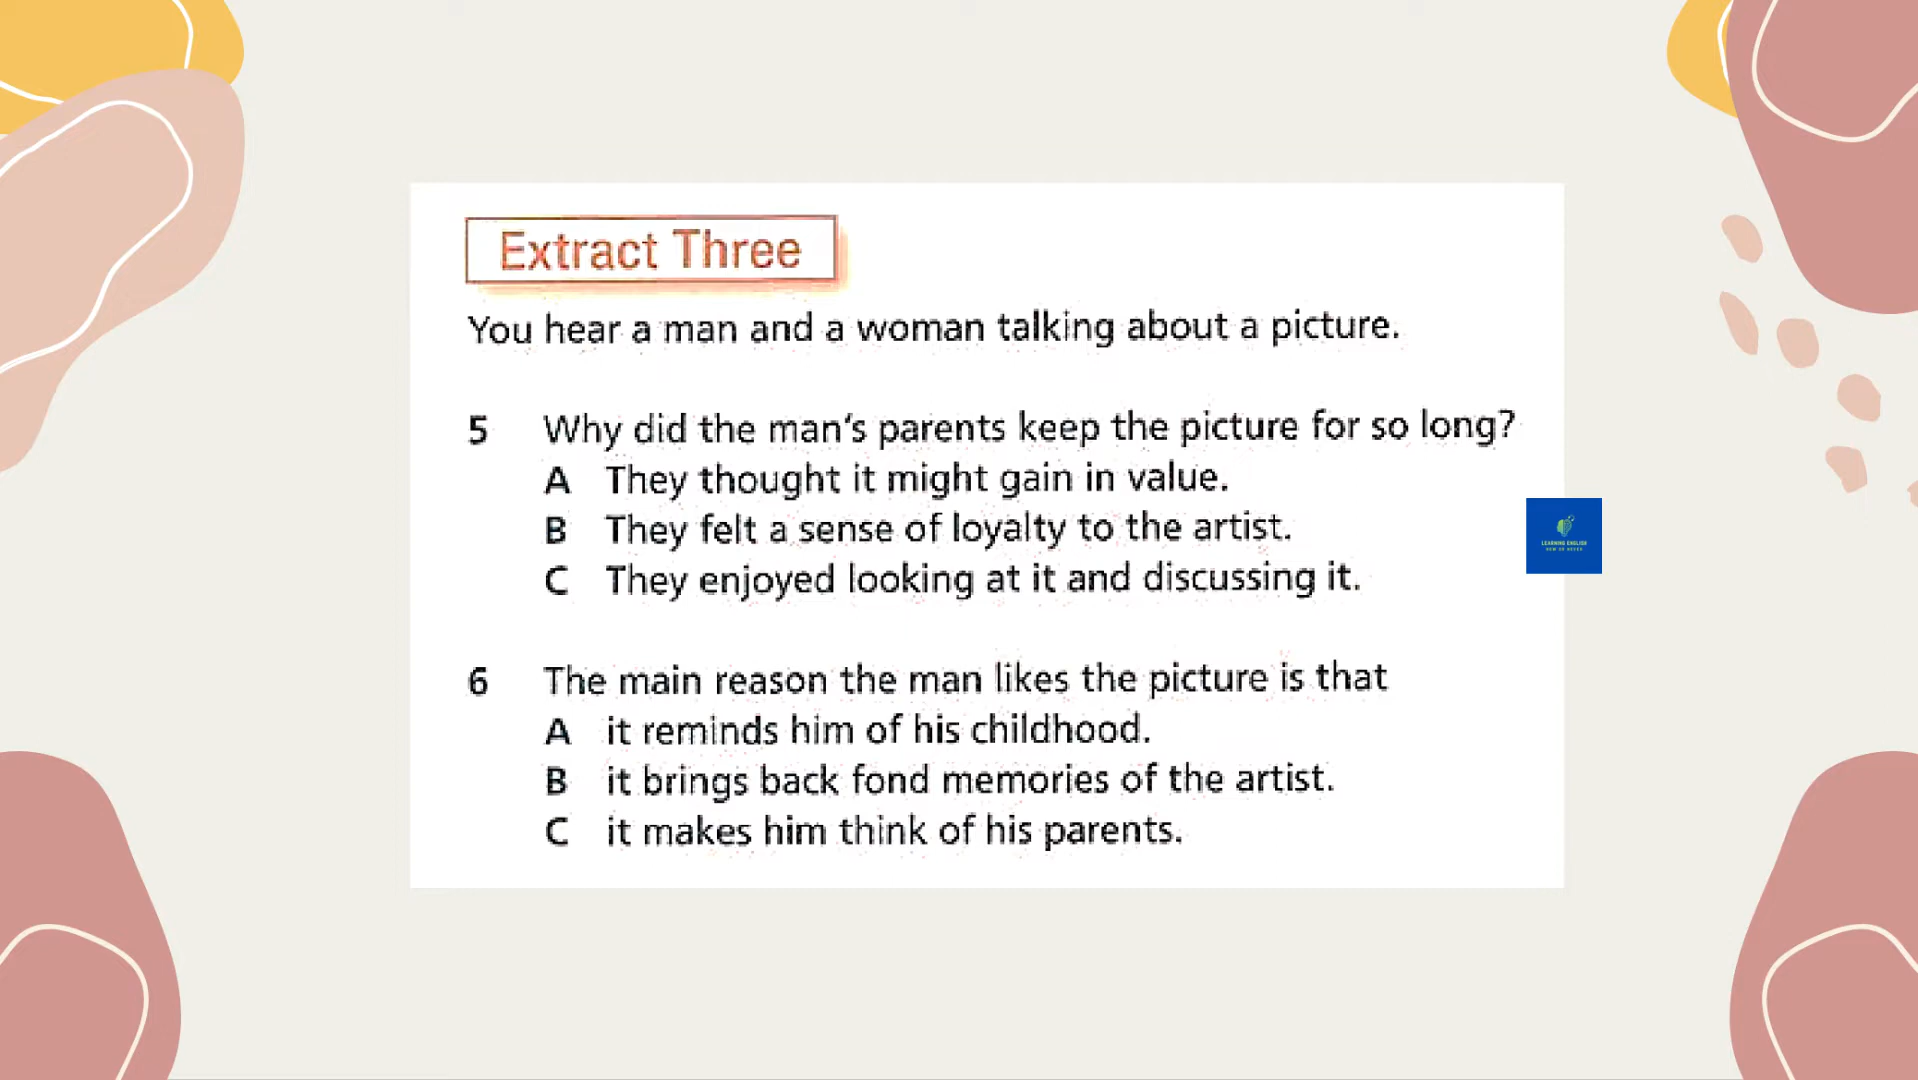 Extract Three
You hear a man and a woman talking about a picture.
5 Why did the man's parents keep the picture for so long?
A They thought it might gain in value.
B They felt a sense of loyalty to the artist.
C They enjoyed looking at it and discussing it.
LEARNING ENGLISH
6 The main reason the man likes the picture is that
A it reminds him of his childhood.
B it brings back fond memories of the artist.
C it makes him think of his parents.